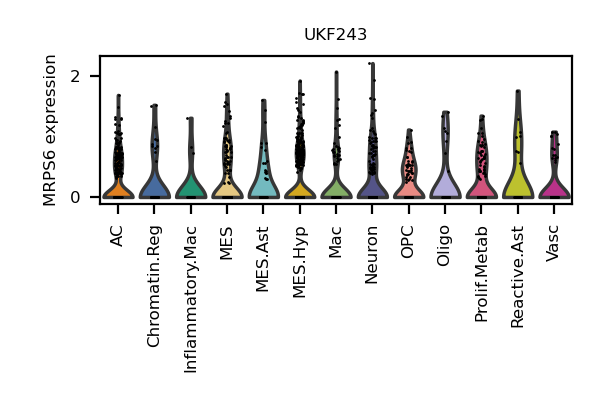 UKF243
MRPS6 expression
2
0
AC
Chromatin.Reg
Inflammatory.Mac
MES
MES.Ast
MES.Hyp
Mac
Neuron
OPC
Oligo
Prolif.Metab
Reactive.Ast
Vasc